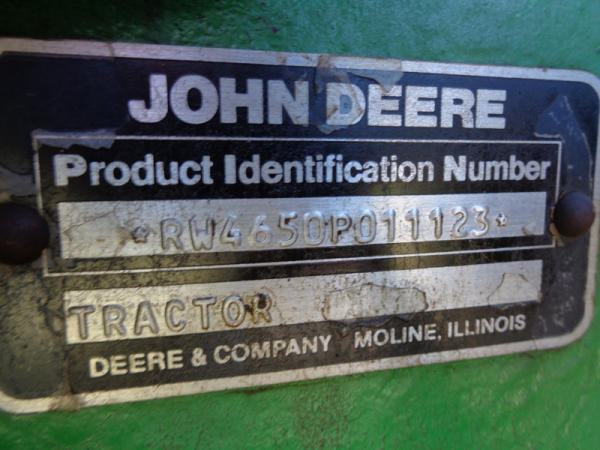 JOHN DEERE
Product Identification Number
*RW4650P011123*
TRACTOR
DEERE & COMPANY MOLINE, ILLINOIS